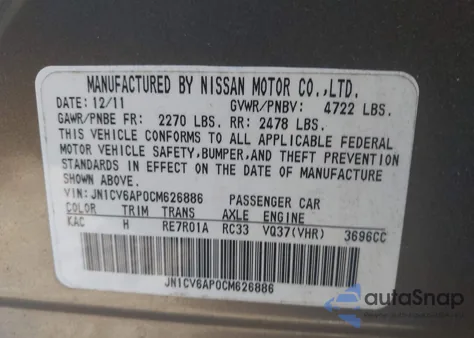 MANUFACTURED BY NISSAN MOTOR CO.,LTD.
DATE: 12/11 GVWR/PNBV: 4722 LBS.
GAWR/PNBE FR: 2270 LBS. RR: 2478 LBS.
THIS VEHICLE CONFORMS TO ALL APPLICABLE FEDERAL
MOTOR VEHICLE SAFETY,BUMPER,AND THEFT PREVENTION
STANDARDS IN EFFECT ON THE DATE OF MANUFACTURE
SHOWN ABOVE.
VIN: JN1CV6AP0CM626886 PASSENGER CAR
COLOR TRIM TRANS AXLE ENGINE
KAC H RE7R01A RC33 VQ37(VHR) 3696CC
JN1CV6AP0CM626886
autoSnap